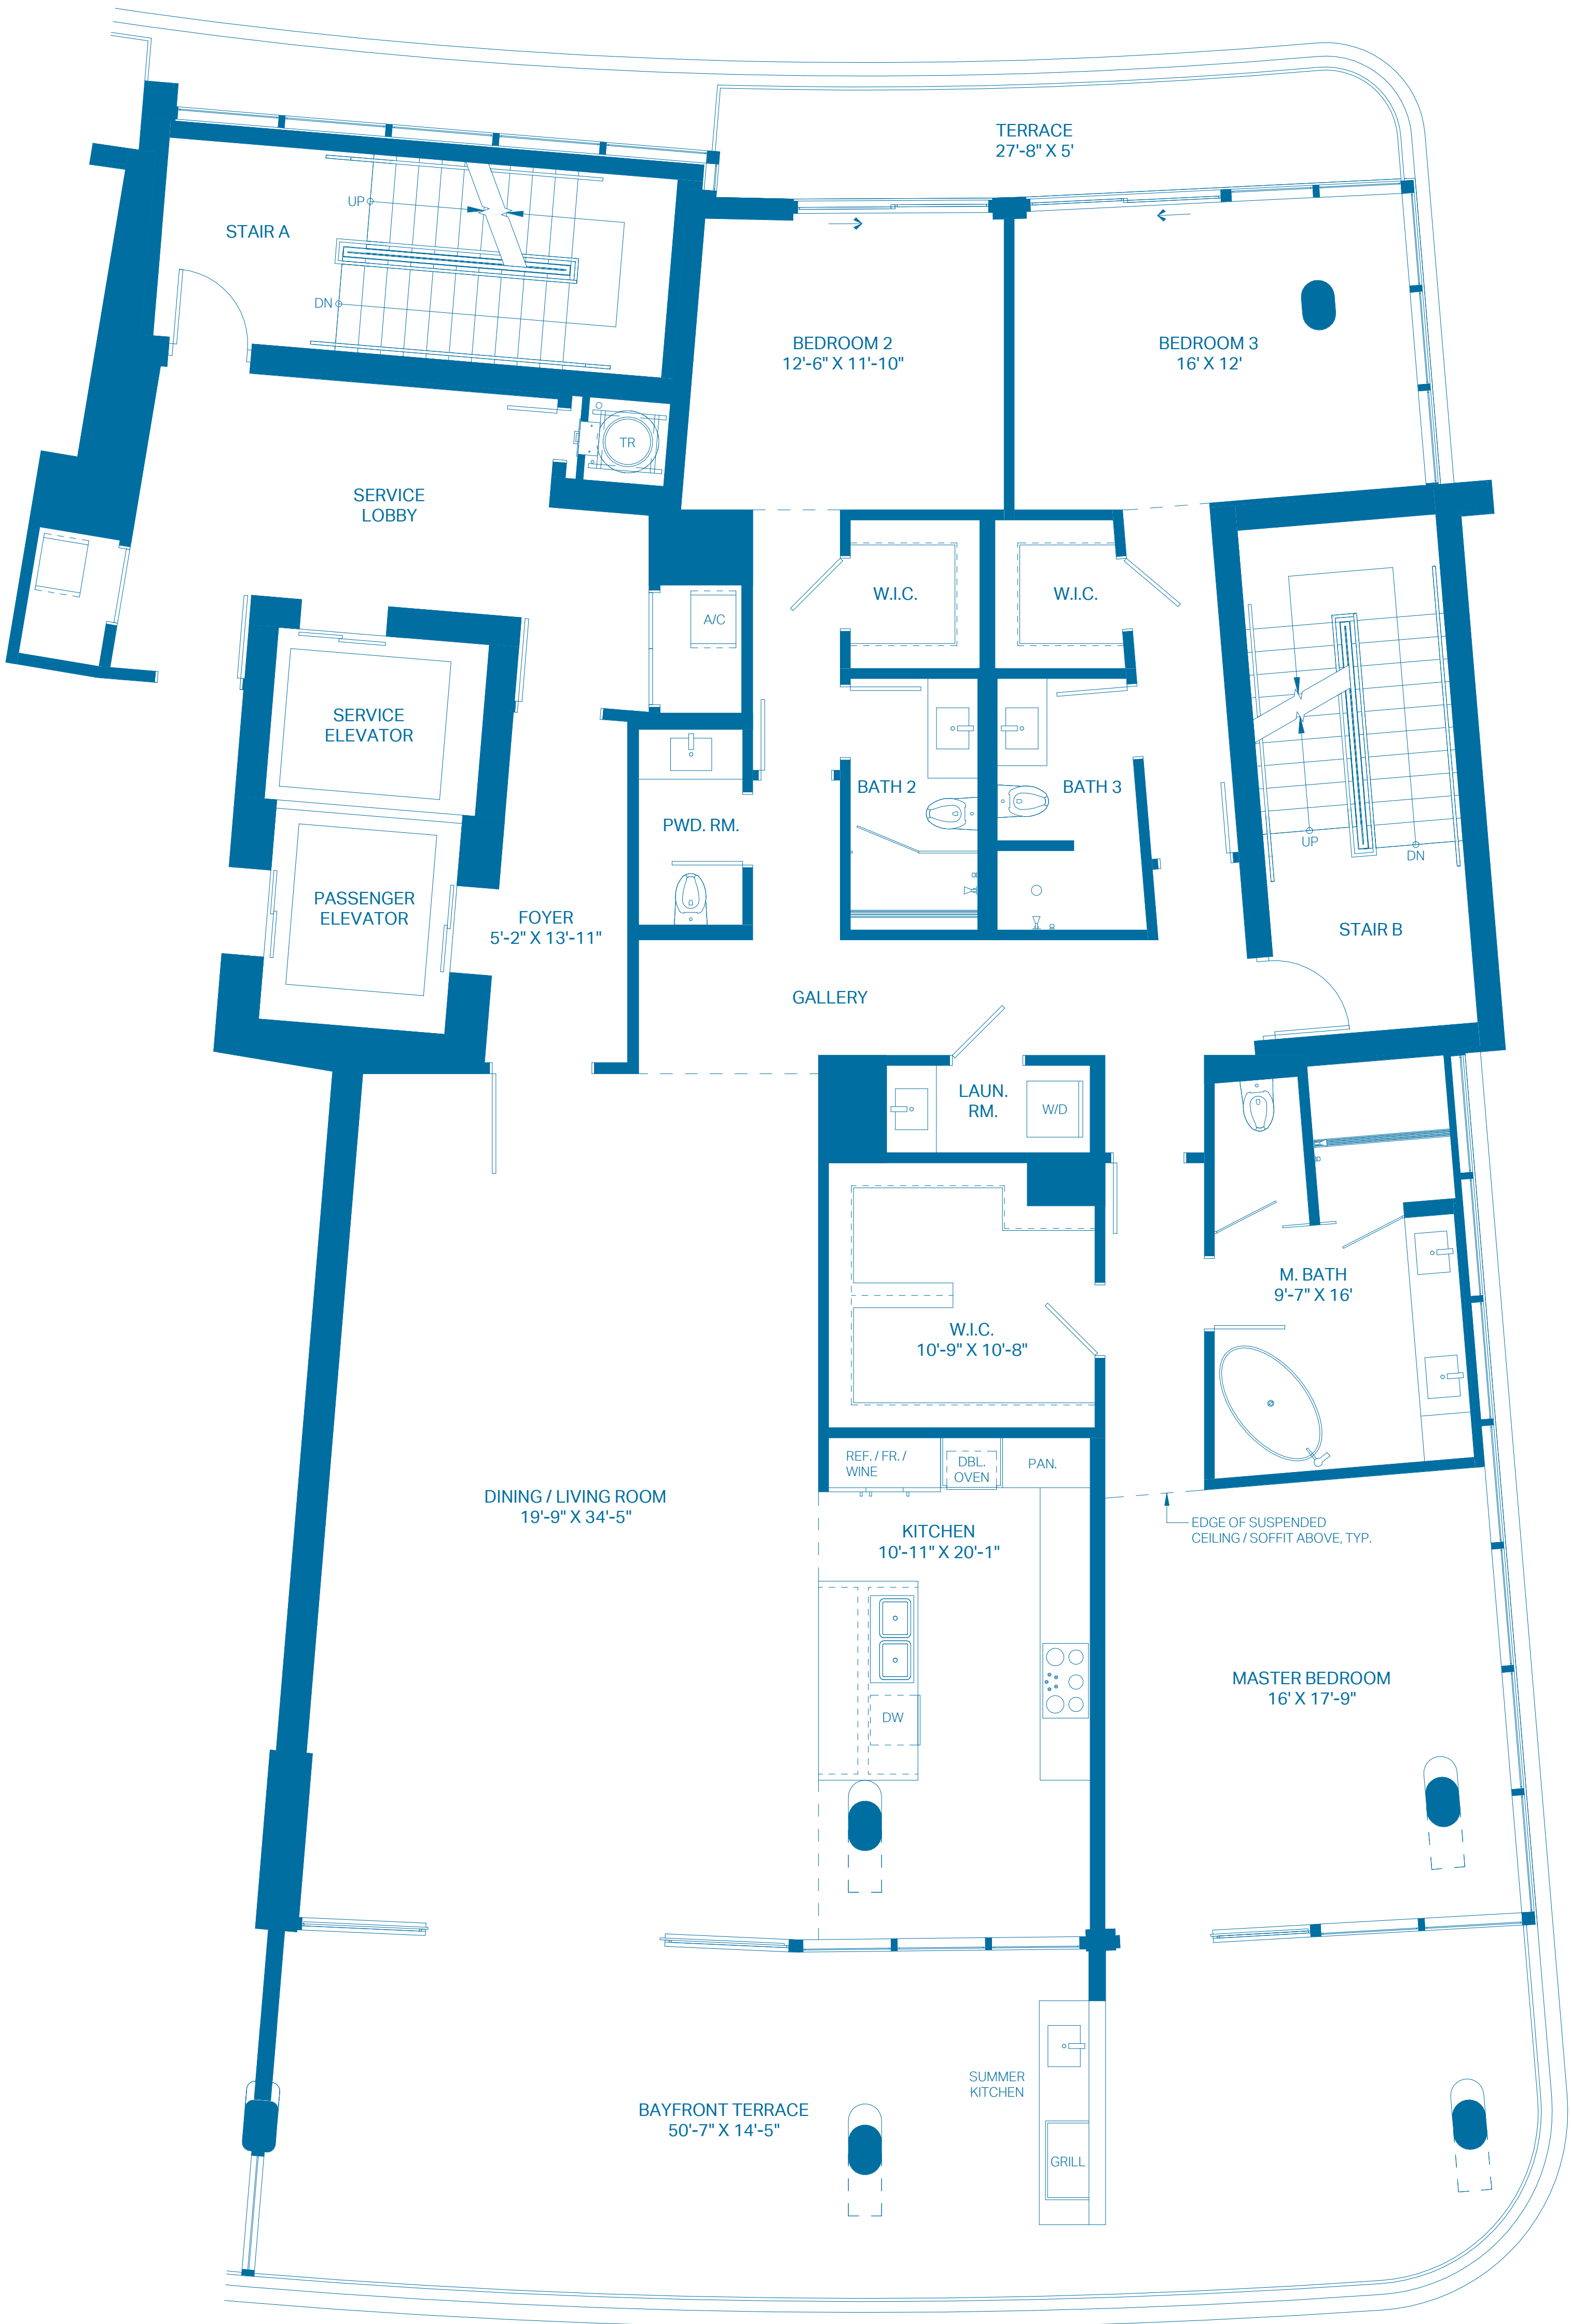 TERRACE
27'-8" X 5'
UP
STAIR A
DN
BEDROOM 2
12'-6" X 11'-10"
BEDROOM 3
16' X 12'
TR
SERVICE
LOBBY
W.I.C.
W.I.C.
A/C
SERVICE
ELEVATOR
BATH 2
BATH 3
PWD. RM.
UP
DN
PASSENGER
ELEVATOR
FOYER
5'-2" X 13'-11"
STAIR B
GALLERY
LAUN.
RM.
W/D
M. BATH
9'-7" X 16'
W.I.C.
10'-9" X 10'-8"
REF. / FR. /
WINE
DBL.
OVEN
PAN.
DINING / LIVING ROOM
19'-9" X 34'-5"
KITCHEN
10'-11" X 20'-1"
EDGE OF SUSPENDED
CEILING / SOFFIT ABOVE, TYP.
MASTER BEDROOM
16' X 17'-9"
DW
SUMMER
KITCHEN
BAYFRONT TERRACE
50'-7" X 14'-5"
GRILL